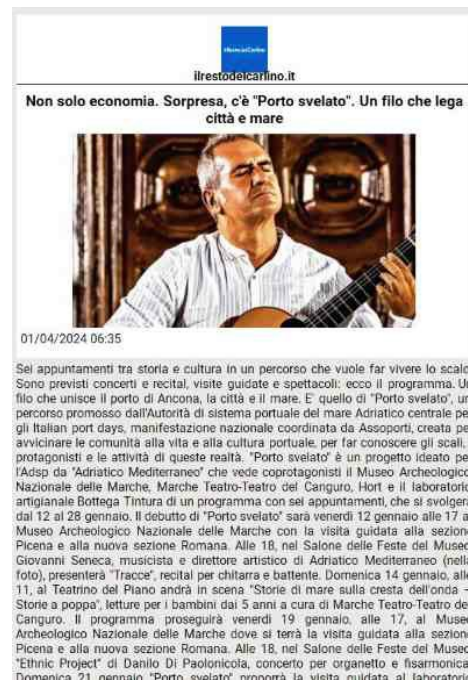 ilRestodelCarlino
ilrestodelcarlino.it
Non solo economia. Sorpresa, c'è "Porto svelato". Un filo che lega
città e mare
01/04/2024 06:35
Sei appuntamenti tra storia e cultura in un percorso che vuole far vivere lo scalo
Sono previsti concerti e recital, visite guidate e spettacoli: ecco il programma. Un
filo che unisce il porto di Ancona, la città e il mare. E' quello di "Porto svelato", un
percorso promosso dall'Autorità di sistema portuale del mare Adriatico centrale per
gli Italian port days, manifestazione nazionale coordinata da Assoporti, creata per
avvicinare le comunità alla vita e alla cultura portuale, per far conoscere gli scali, i
protagonisti e le attività di queste realtà. "Porto svelato" è un progetto ideato per
l'Adsp da "Adriatico Mediterraneo" che vede coprotagonisti il Museo Archeologico
Nazionale delle Marche, Marche Teatro-Teatro del Canguro, Hort e il laboratorio
artigianale Bottega Tintura di un programma con sei appuntamenti, che si svolgerà
dal 12 al 28 gennaio. Il debutto di "Porto svelato" sarà venerdì 12 gennaio alle 17 al
Museo Archeologico Nazionale delle Marche con la visita guidata alla sezione
Picena e alla nuova sezione Romana. Alle 18, nel Salone delle Feste del Museo
Giovanni Seneca, musicista e direttore artistico di Adriatico Mediterraneo (nella
foto), presenterà "Tracce", recital per chitarra e battente. Domenica 14 gennaio, alle
11, al Teatrino del Piano andrà in scena "Storie di mare sulla cresta dell'onda –
Storie a poppa", letture per i bambini dai 5 anni a cura di Marche Teatro-Teatro del
Canguro. Il programma proseguirà venerdì 19 gennaio, alle 17, al Museo
Archeologico Nazionale delle Marche dove si terrà la visita guidata alla sezione
Picena e alla nuova sezione Romana. Alle 18, nel Salone delle Feste del Museo
"Ethnic Project" di Danilo Di Paolonicola, concerto per organetto e fisarmonica
Domenica 21 gennaio "Porto svelato" proporrà la visita guidata al laboratorio